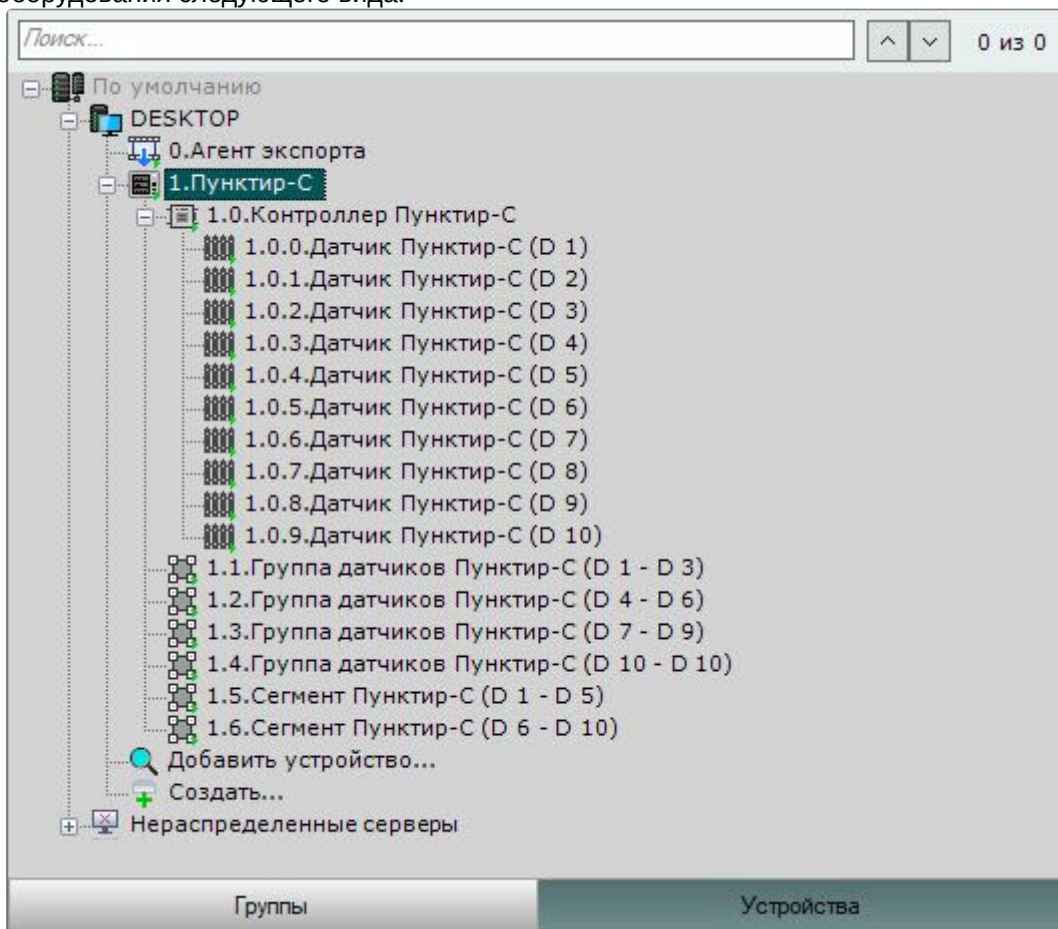 оборудования следующего вида:
Поиск...
0 из 0
По умолчанию
DESKTOP
0.Агент экспорта
1.Пунктир-С
1.0.Контроллер Пунктир-С
1.0.0.Датчик Пунктир-С (D 1)
1.0.1.Датчик Пунктир-С (D 2)
1.0.2.Датчик Пунктир-С (D 3)
1.0.3.Датчик Пунктир-С (D 4)
1.0.4.Датчик Пунктир-С (D 5)
1.0.5.Датчик Пунктир-С (D 6)
1.0.6.Датчик Пунктир-С (D 7)
1.0.7.Датчик Пунктир-С (D 8)
1.0.8.Датчик Пунктир-С (D 9)
1.0.9.Датчик Пунктир-С (D 10)
1.1.Группа датчиков Пунктир-С (D 1 - D 3)
1.2.Группа датчиков Пунктир-С (D 4 - D 6)
1.3.Группа датчиков Пунктир-С (D 7 - D 9)
1.4.Группа датчиков Пунктир-С (D 10 - D 10)
1.5.Сегмент Пунктир-С (D 1 - D 5)
1.6.Сегмент Пунктир-С (D 6 - D 10)
Добавить устройство...
Создать...
Нераспределенные серверы
Группы
Устройства